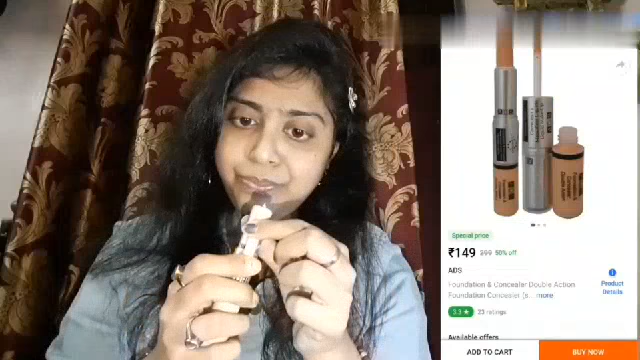 Special price
₹149 399 50% off
ADS
Foundation & Concealer Double Action
Foundation Concealer (s... more
Product
Details
3.3 ★ 23 ratings
Available offers
ADD TO CART
BUY NOW